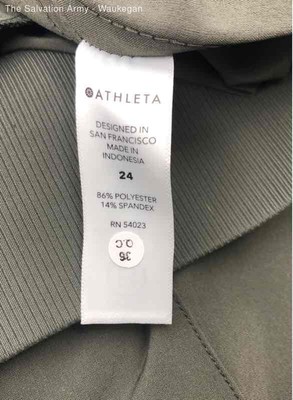 The Salvation Army - Waukegan
ATHLETA
DESIGNED IN
SAN FRANCISCO
MADE IN
INDONESIA
24
86% POLYESTER
14% SPANDEX
RN 54023
36
Q.C